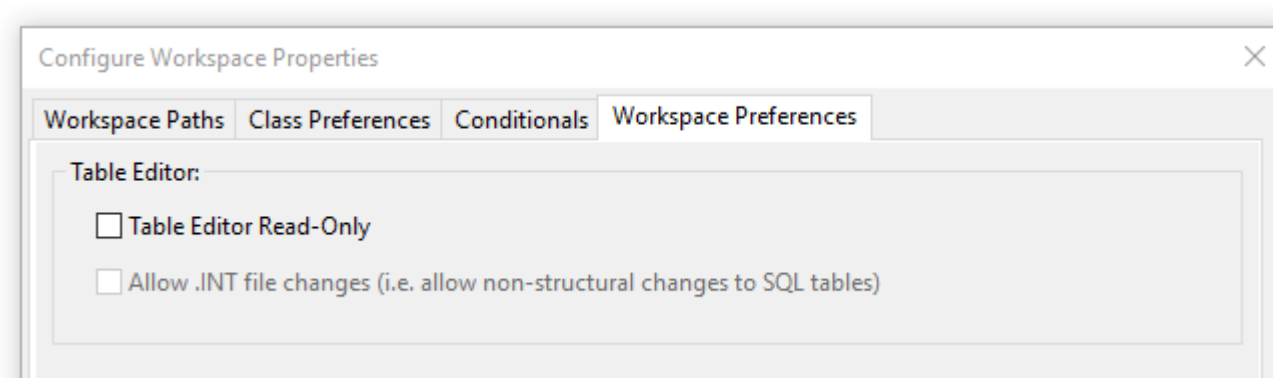 Configure Workspace Properties
Workspace Paths Class Preferences Conditionals Workspace Preferences
Table Editor:
Table Editor Read-Only
Allow .INT file changes (i.e. allow non-structural changes to SQL tables)